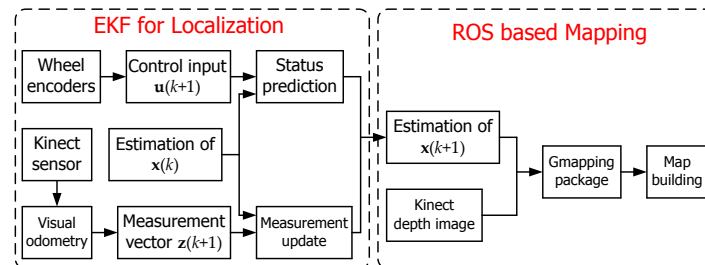 EKF for Localization
ROS based Mapping
Wheel
encoders
Control input
u(k+1)
Status
prediction
Kinect
sensor
Estimation of
x(k)
Estimation of
x(k+1)
Gmapping
package
Map
building
Visual
odometry
Measurement
vector z(k+1)
Measurement
update
Kinect
depth image